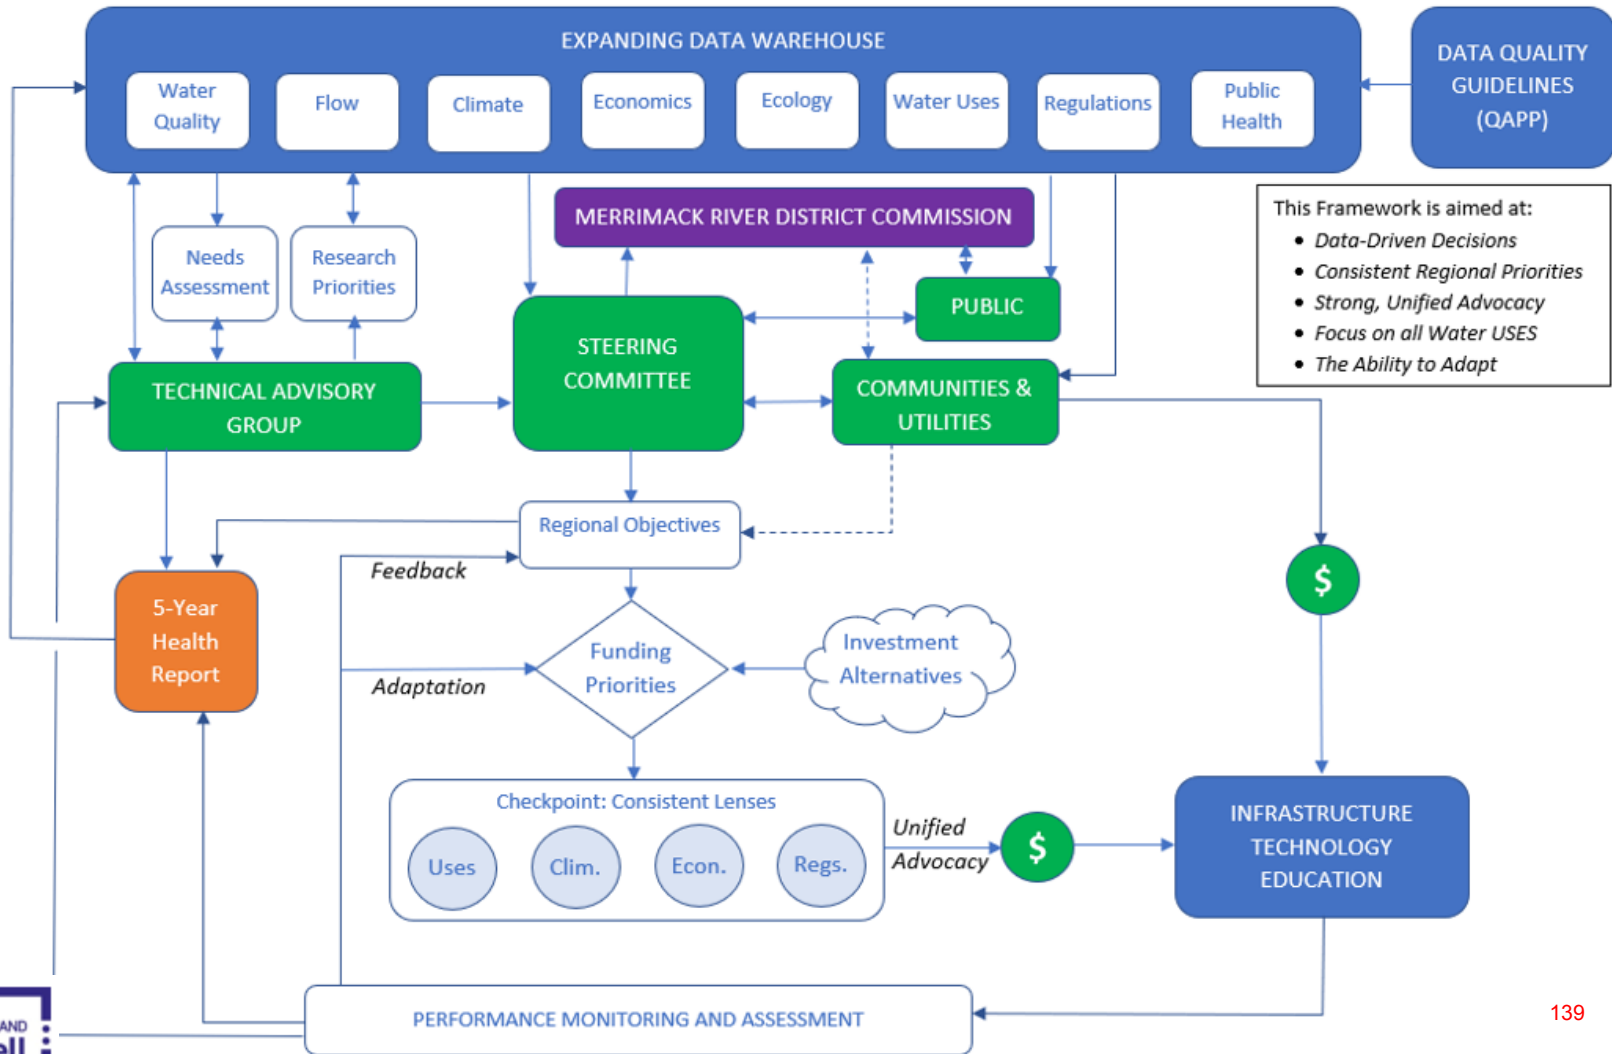 EXPANDING DATA WAREHOUSE
Water
Quality
Flow
Climate
Economics
Ecology
Water Uses
Regulations
Public
Health
DATA QUALITY
GUIDELINES
(QAPP)
MERRIMACK RIVER DISTRICT COMMISSION
This Framework is aimed at:
• Data-Driven Decisions
• Consistent Regional Priorities
• Strong, Unified Advocacy
• Focus on all Water USES
• The Ability to Adapt
Needs
Assessment
Research
Priorities
PUBLIC
STEERING
COMMITTEE
TECHNICAL ADVISORY
GROUP
COMMUNITIES &
UTILITIES
Regional Objectives
Feedback
$
5-Year
Health
Report
Funding
Priorities
Investment
Alternatives
Adaptation
Checkpoint: Consistent Lenses
Uses
Clim.
Econ.
Regs.
Unified
Advocacy
$
INFRASTRUCTURE
TECHNOLOGY
EDUCATION
PERFORMANCE MONITORING AND ASSESSMENT
AND
ell
139